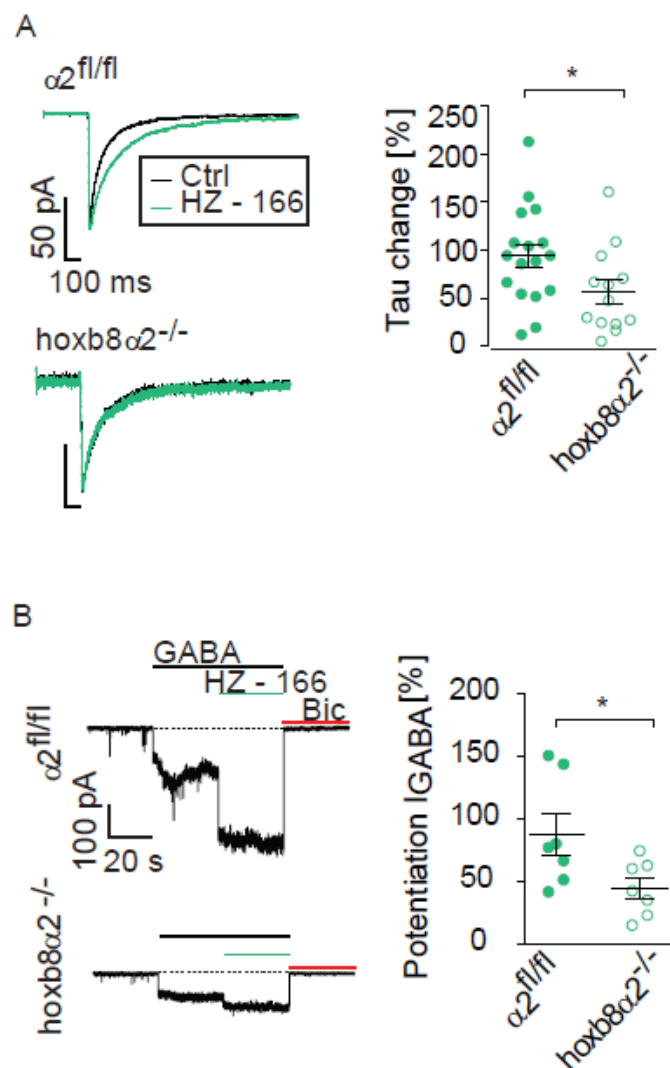 A
α2fl/fl
Ctrl
HZ - 166
50 pA
100 ms
hoxb8α2-/-
*
Tau change [%]
250
200
150
100
50
0
α2fl/fl
hoxb8α2-/-
B
GABA
HZ - 166
Bic
α2fl/fl
100 pA
20 s
hoxb8α2 -/-
*
Potentiation IGABA[%]
200
150
100
50
0
α2fl/fl
hoxb8α2-/-